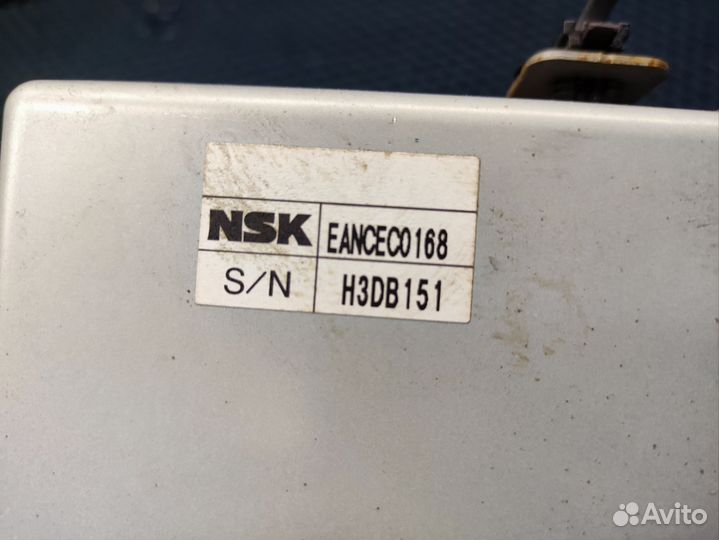 NSK EANCEC0168
S/N H3DB151
Avito